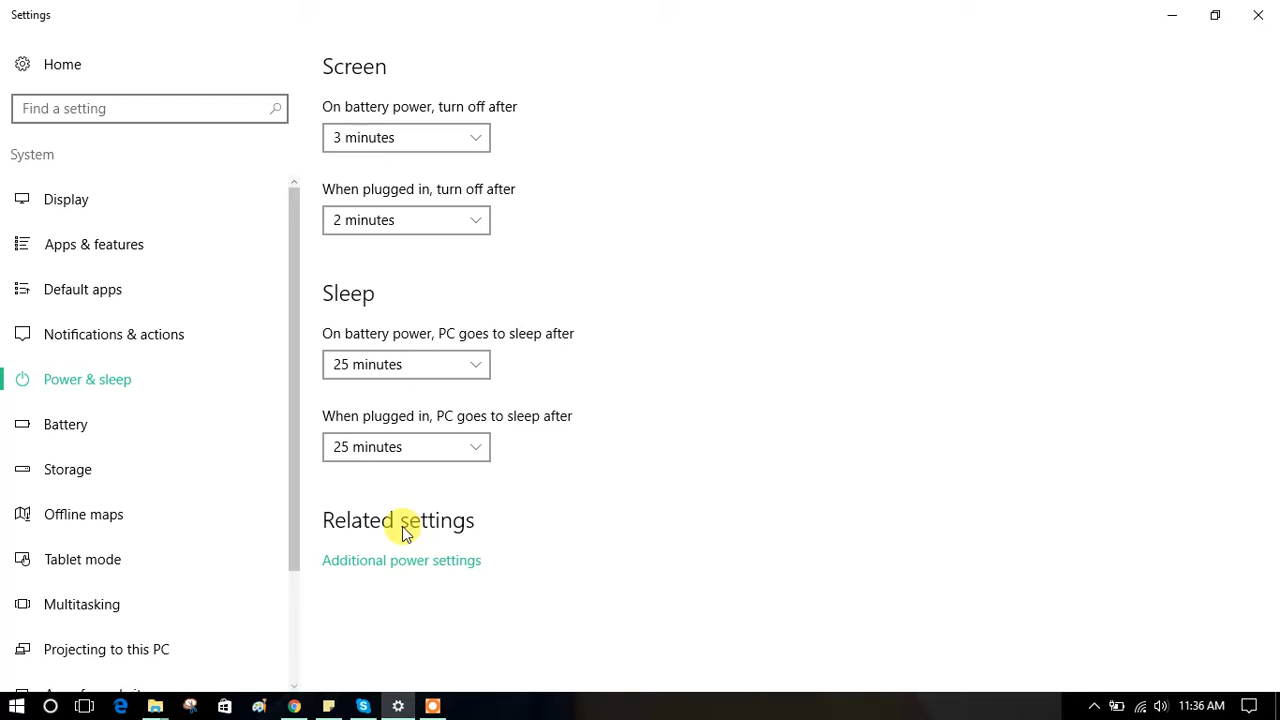 Settings
Home
Find a setting
System
Display
Apps & features
Default apps
Notifications & actions
Power & sleep
Battery
Storage
Offline maps
Tablet mode
Multitasking
Projecting to this PC
Screen
On battery power, turn off after
3 minutes
When plugged in, turn off after
2 minutes
Sleep
On battery power, PC goes to sleep after
25 minutes
When plugged in, PC goes to sleep after
25 minutes
Related settings
Additional power settings
11:36 AM